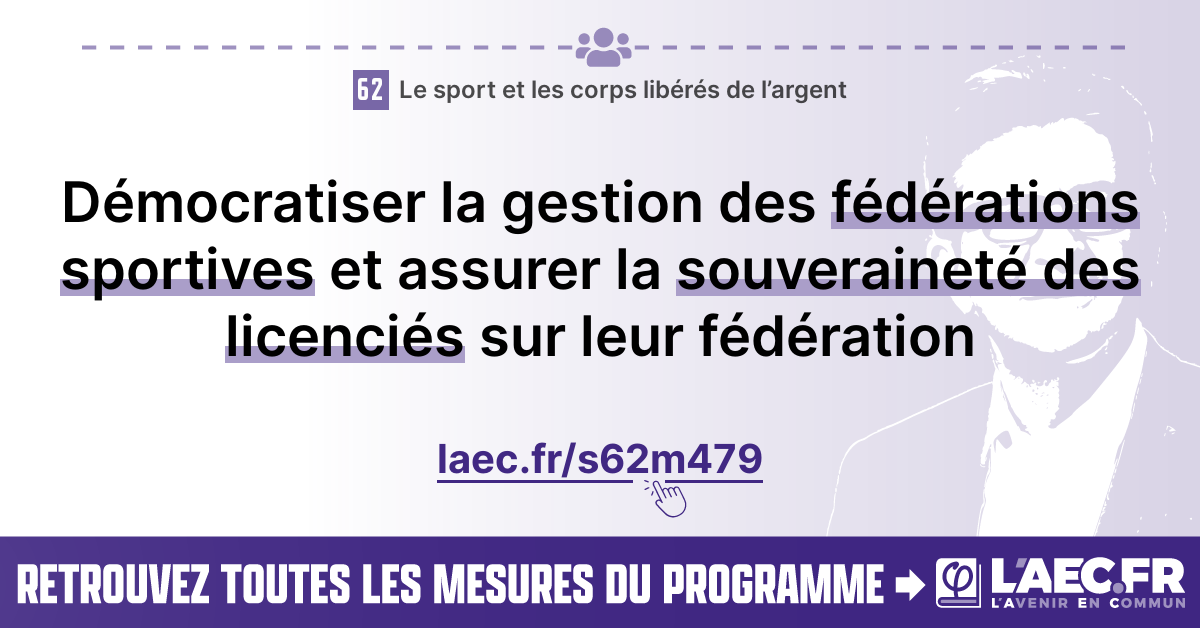 62 Le sport et les corps libérés de l’argent
Démocratiser la gestion des fédérations
sportives et assurer la souveraineté des
licenciés sur leur fédération
laec.fr/s62m479
RETROUVEZ TOUTES LES MESURES DU PROGRAMME
φ L'AEC.FR
L'AVENIR EN COMMUN